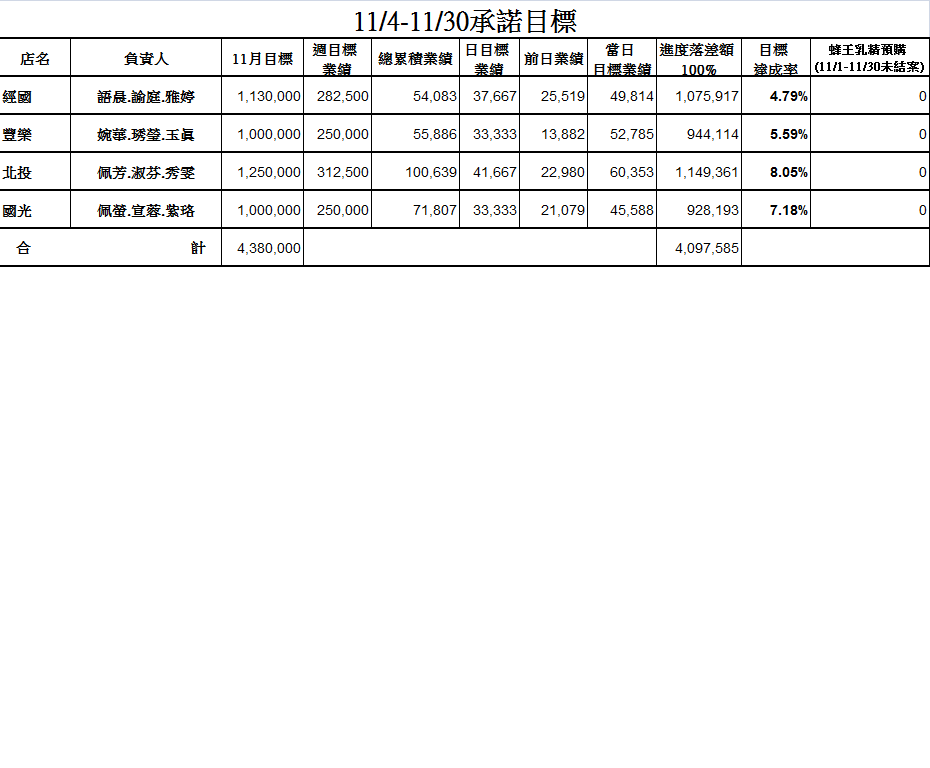 11/4-11/30承諾目標
店名 負責人 11月目標 週目標業績 總累積業績 日目標業績 前日業績 當日目標業績 進度落差額100% 目標達成率 蜂王乳精預購(11/1-11/30未結案)
經國 語晨.諭庭.雅婷 1,130,000 282,500 54,083 37,667 25,519 49,814 1,075,917 4.79% 0
豐樂 婉華.琇瑩.玉眞 1,000,000 250,000 55,886 33,333 13,882 52,785 944,114 5.59% 0
北投 佩芳.淑芬.秀雯 1,250,000 312,500 100,639 41,667 22,980 60,353 1,149,361 8.05% 0
國光 佩螢.宣蓉.紫珞 1,000,000 250,000 71,807 33,333 21,079 45,588 928,193 7.18% 0
合計 4,380,000 4,097,585